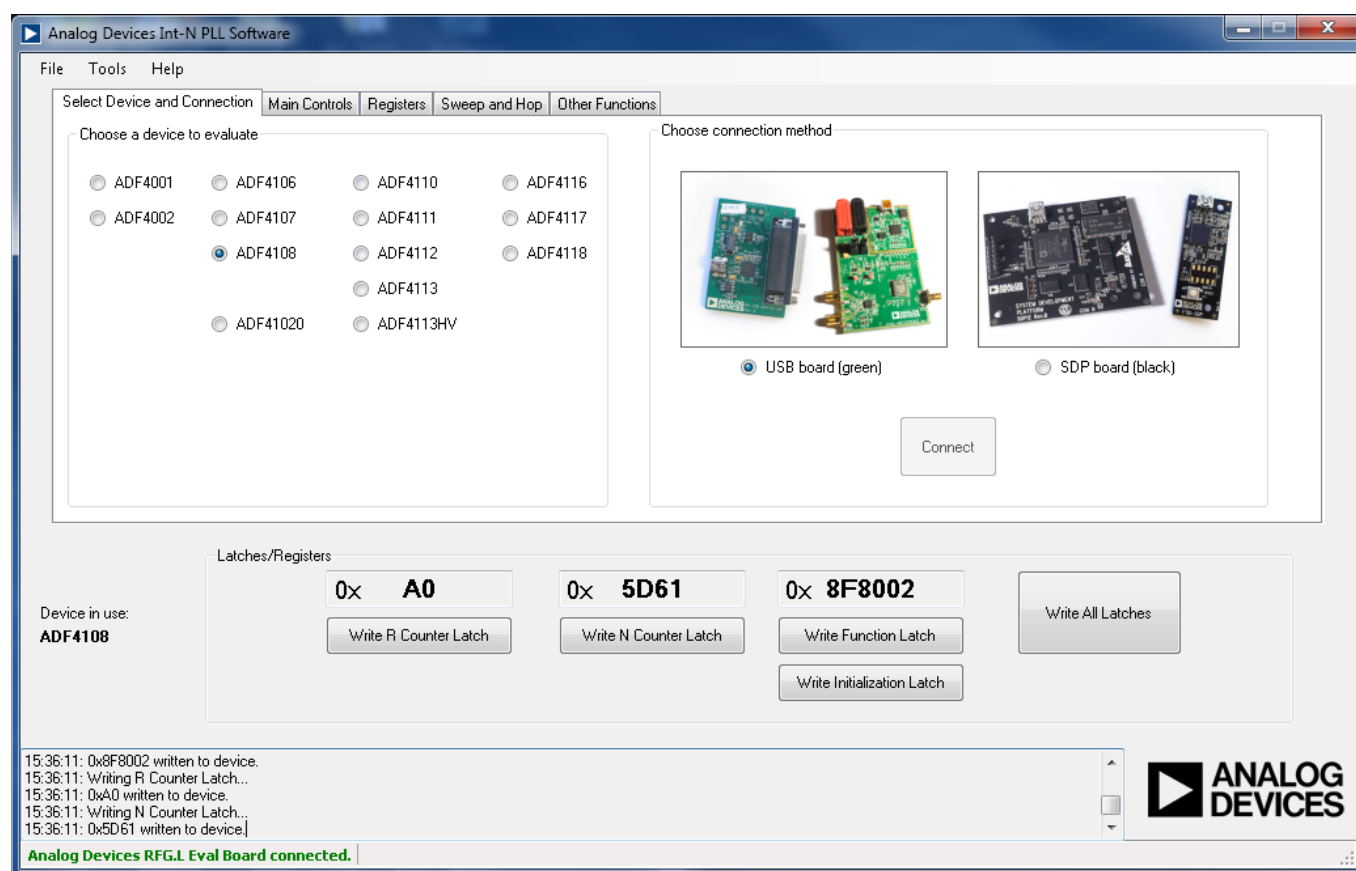 Analog Devices Int-N PLL Software
File Tools Help
Select Device and Connection Main Controls Registers Sweep and Hop Other Functions
Choose a device to evaluate
ADF4001 ADF4106 ADF4110 ADF4116
ADF4002 ADF4107 ADF4111 ADF4117
ADF4108 ADF4112 ADF4118
ADF4113
ADF41020 ADF4113HV
Choose connection method
ANALOG DEVICES
SYSTEM DEVELOPMENT
PLATFORM
USB board (green) SDP board (black)
Connect
Latches/Registers
0x A0 0x 5D61 0x 8F8002
Write R Counter Latch Write N Counter Latch Write Function Latch
Write Initialization Latch
Write All Latches
Device in use:
ADF4108
15:36:11: 0x8F8002 written to device.
15:36:11: Writing R Counter Latch...
15:36:11: 0xA0 written to device.
15:36:11: Writing N Counter Latch...
15:36:11: 0x5D61 written to device.
ANALOG
DEVICES
Analog Devices RFG.L Eval Board connected.